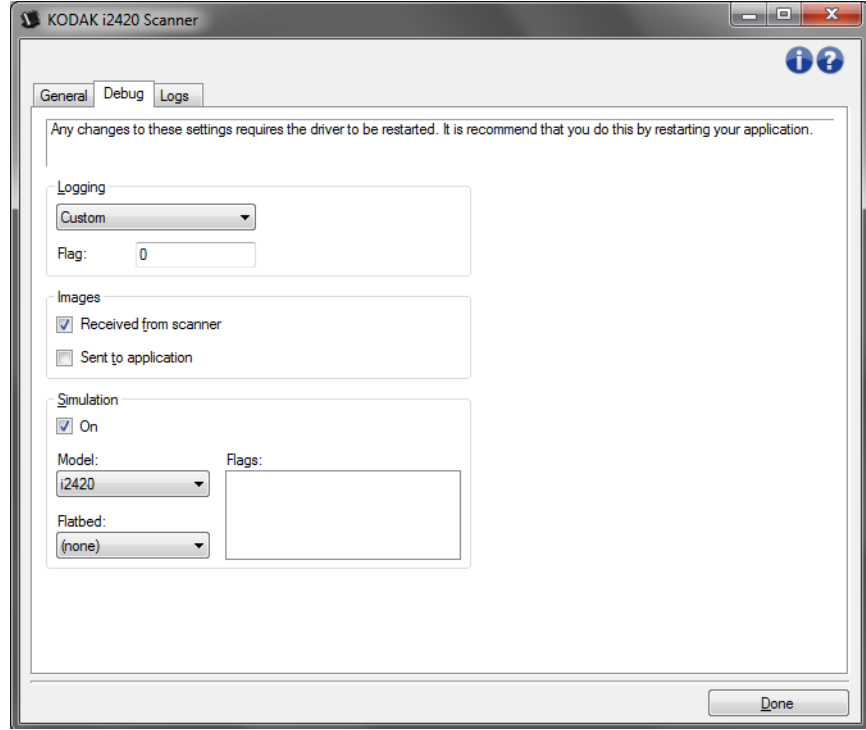 KODAK i2420 Scanner
General Debug Logs
Any changes to these settings requires the driver to be restarted. It is recommend that you do this by restarting your application.
Logging
Custom
Flag: 0
Images
Received from scanner
Sent to application
Simulation
On
Model: Flags:
i2420
Flatbed:
(none)
Done